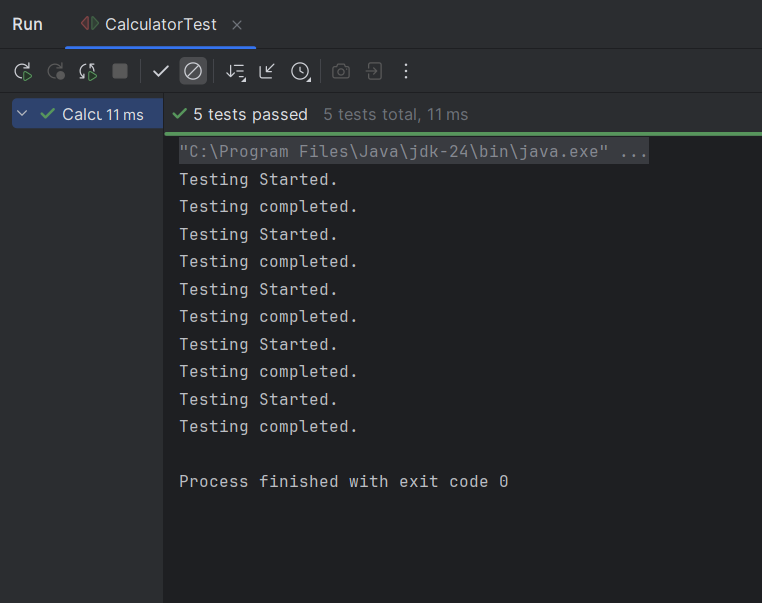 Run CalculatorTest
Calcu 11 ms
5 tests passed 5 tests total, 11 ms
"C:\Program Files\Java\jdk-24\bin\java.exe" ...
Testing Started.
Testing completed.
Testing Started.
Testing completed.
Testing Started.
Testing completed.
Testing Started.
Testing completed.
Testing Started.
Testing completed.
Process finished with exit code 0